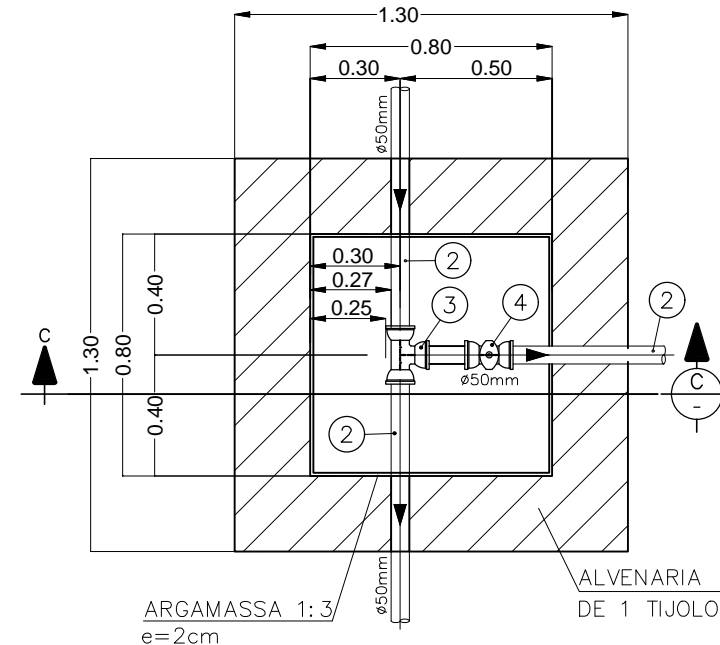 1.30
0.80
0.30 0.50
ø50mm
0.30
0.27
0.25
2
3
4
2
0.40
0.80
1.30
0.40
C
C
-
ø50mm
2
ø50mm
ARGAMASSA 1:3
e=2cm
ALVENARIA
DE 1 TIJOLO